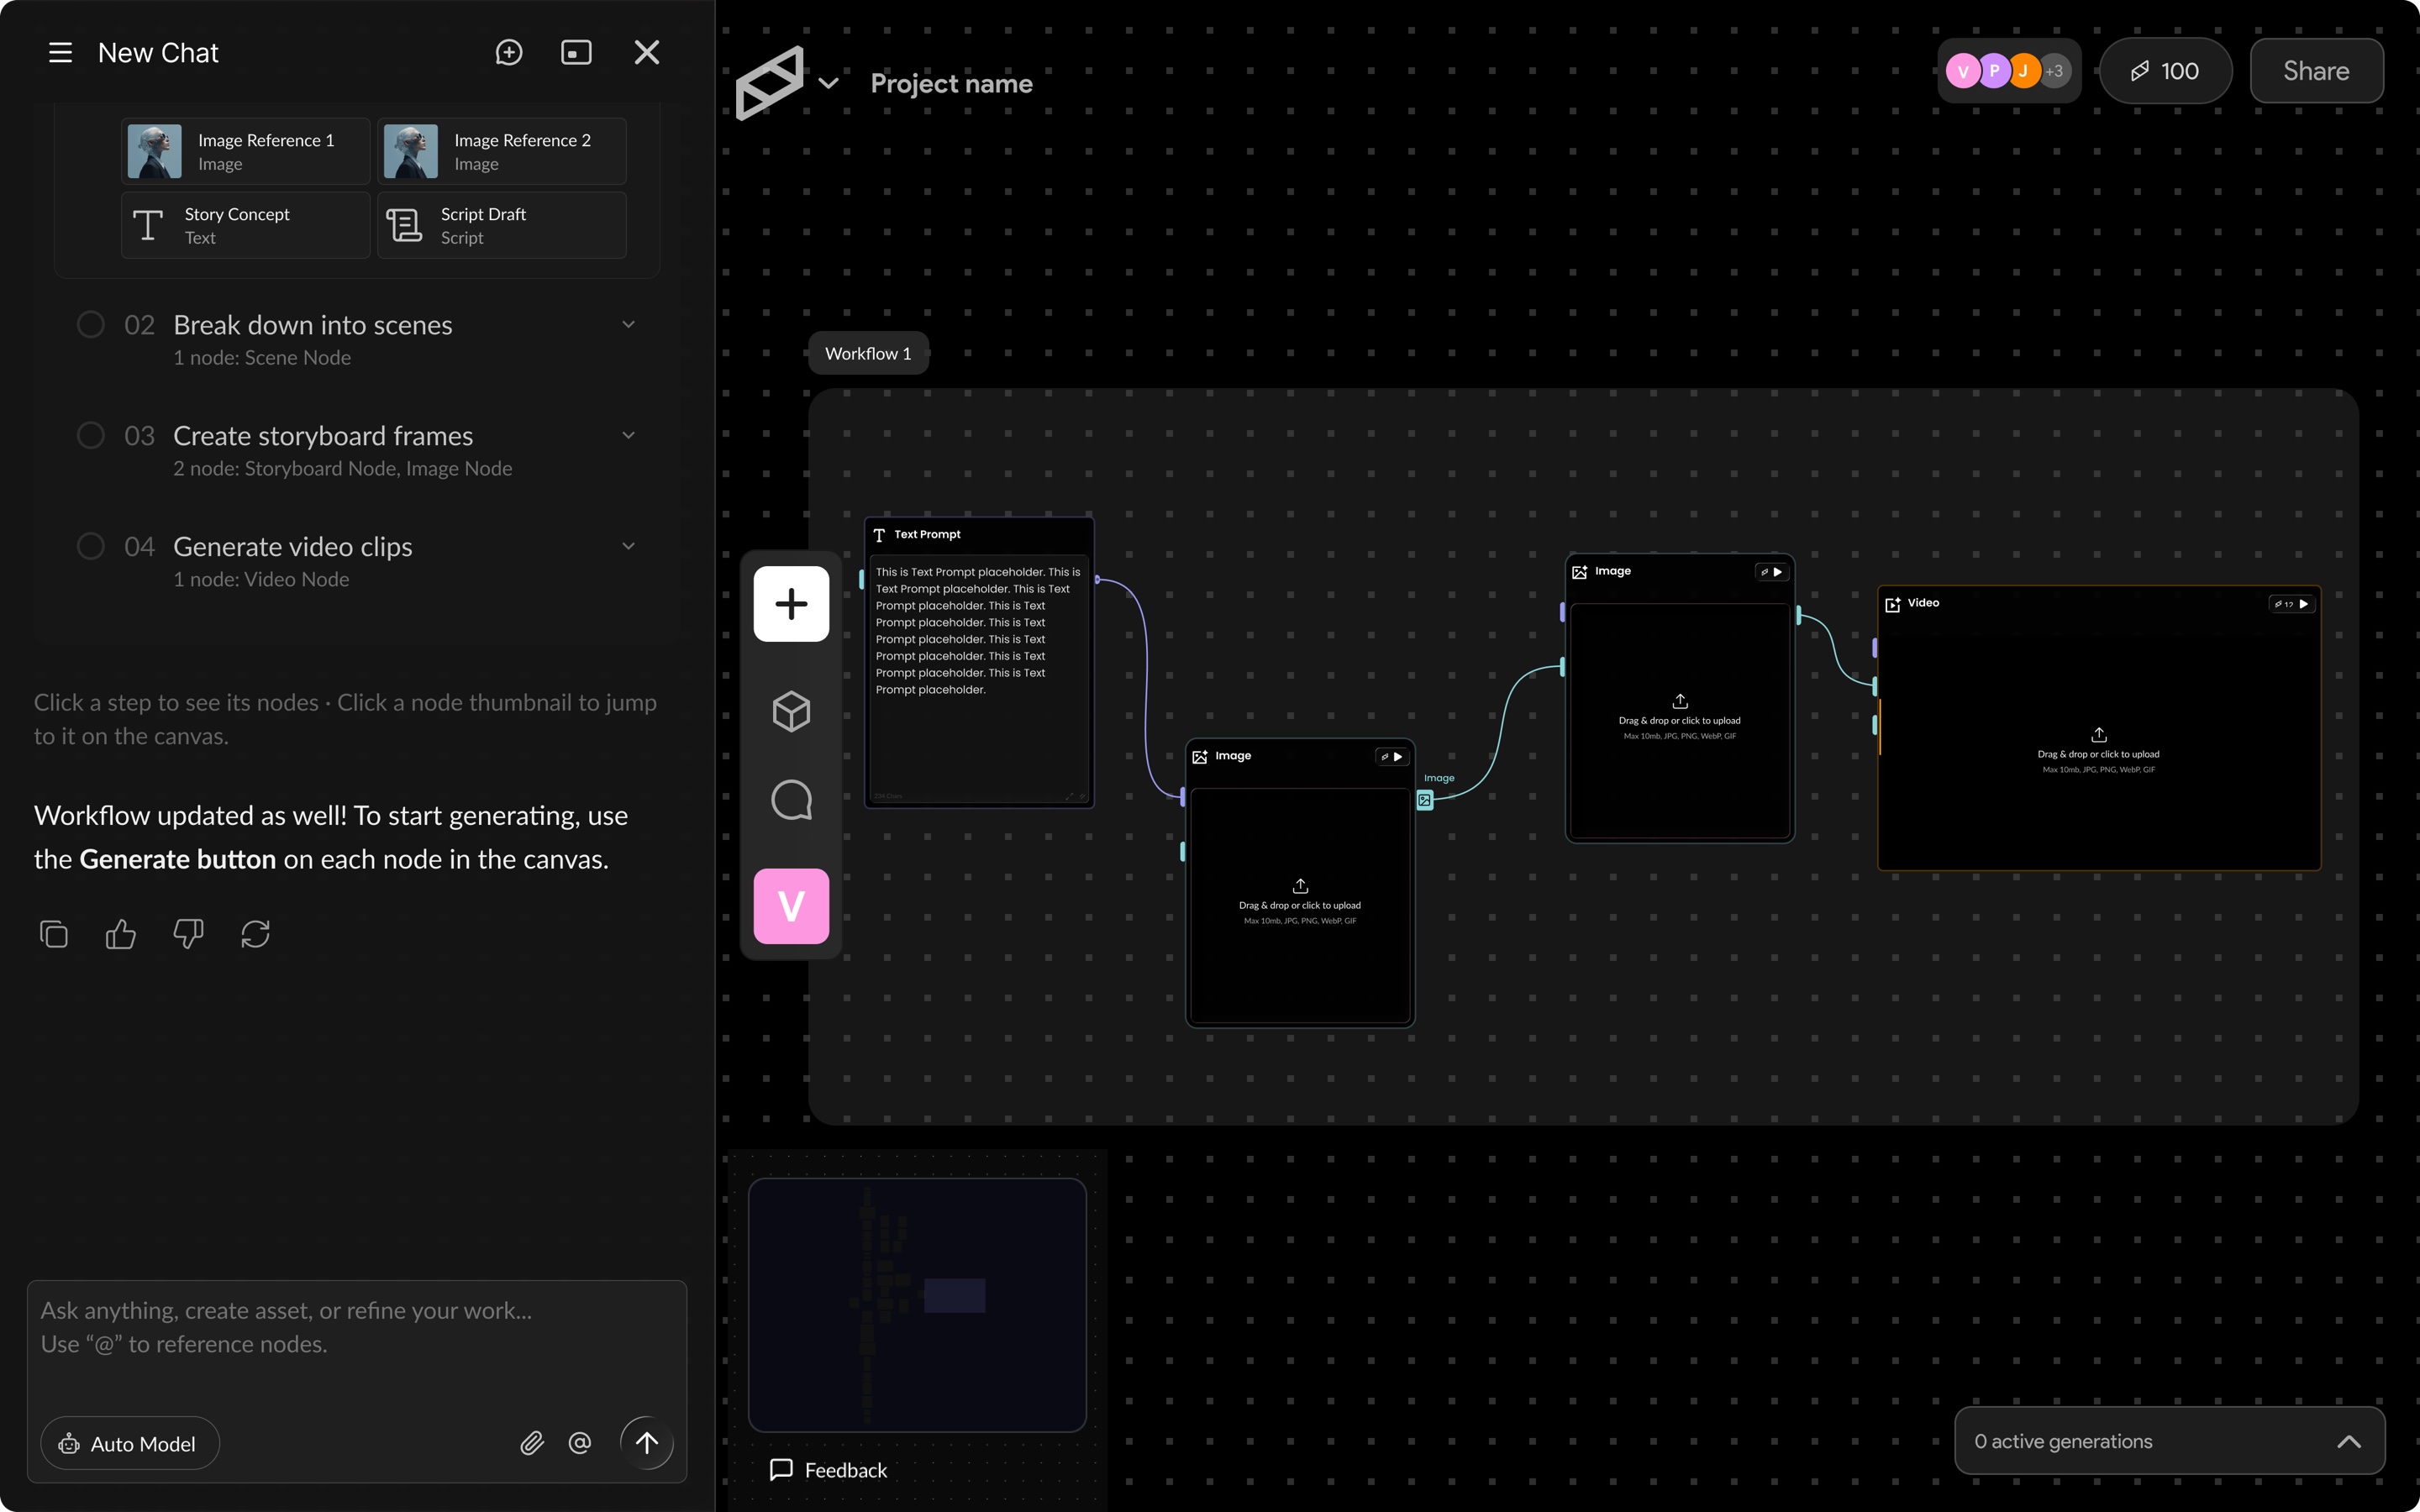 New Chat
Image Reference 1
Image
Image Reference 2
Image
Story Concept
Text
Script Draft
Script
02 Break down into scenes
1 node: Scene Node
03 Create storyboard frames
2 node: Storyboard Node, Image Node
04 Generate video clips
1 node: Video Node
Click a step to see its nodes · Click a node thumbnail to jump
to it on the canvas.
Workflow updated as well! To start generating, use
the Generate button on each node in the canvas.
Ask anything, create asset, or refine your work...
Use “@” to reference nodes.
Auto Model
Project name
V
P
J
+3
100
Share
Workflow 1
V
Text Prompt
This is Text Prompt placeholder. This is
Text Prompt placeholder. This is Text
Prompt placeholder. This is Text
Prompt placeholder. This is Text
Prompt placeholder. This is Text
Prompt placeholder. This is Text
Prompt placeholder. This is Text
Prompt placeholder.
Image
Drag & drop or click to upload
Max 10mb, JPG, PNG, WebP, GIF
Image
Image
Drag & drop or click to upload
Max 10mb, JPG, PNG, WebP, GIF
Video
Drag & drop or click to upload
Max 10mb, JPG, PNG, WebP, GIF
Feedback
0 active generations